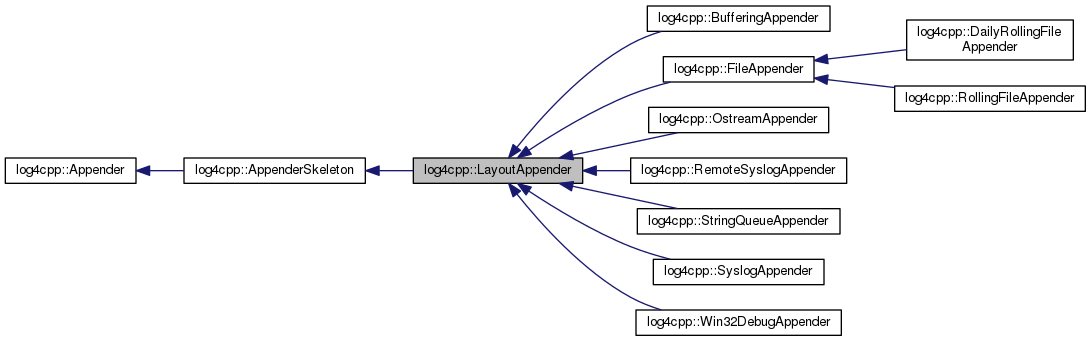 log4cpp::BufferingAppender
log4cpp::DailyRollingFile
Appender
log4cpp::FileAppender
log4cpp::RollingFileAppender
log4cpp::OstreamAppender
log4cpp::Appender
log4cpp::AppenderSkeleton
log4cpp::LayoutAppender
log4cpp::RemoteSyslogAppender
log4cpp::StringQueueAppender
log4cpp::SyslogAppender
log4cpp::Win32DebugAppender